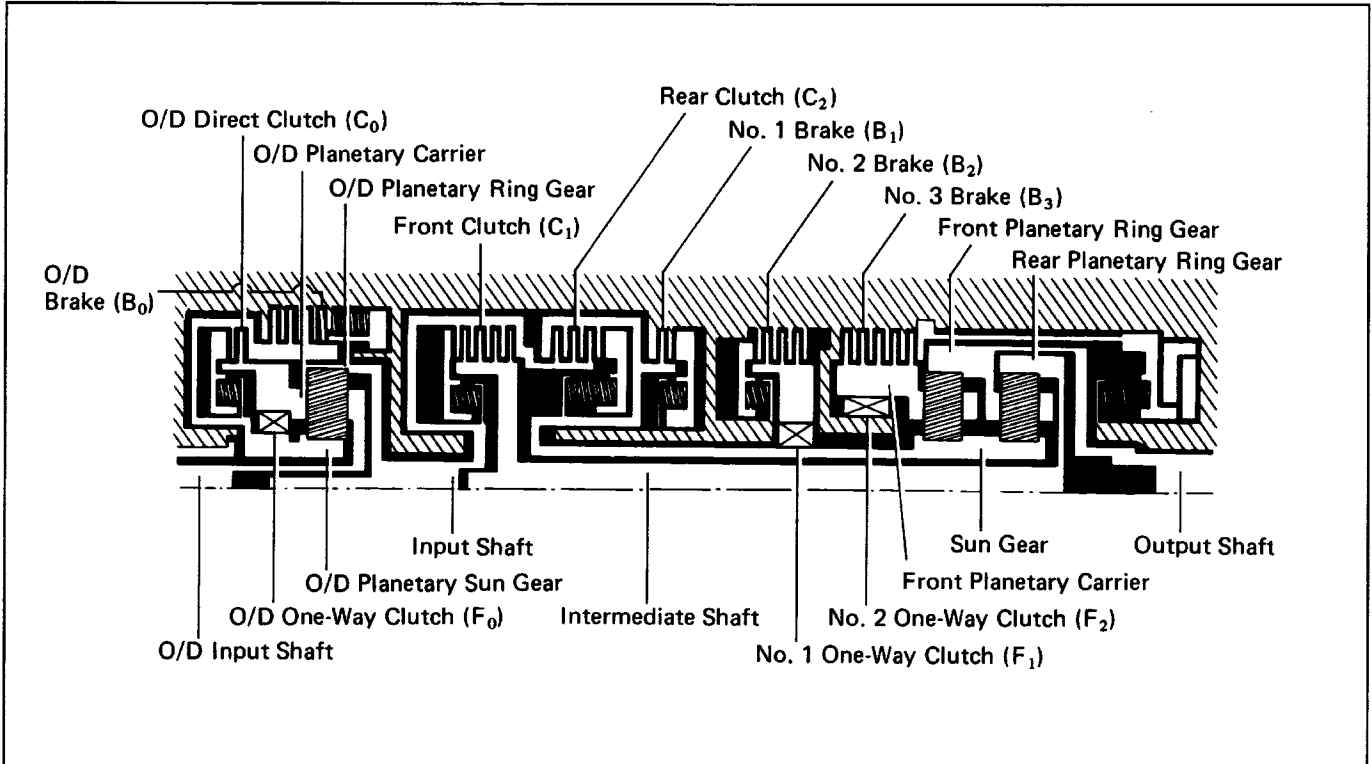 Rear Clutch (C₂)
O/D Direct Clutch (C₀)
No. 1 Brake (B₁)
O/D Planetary Carrier
No. 2 Brake (B₂)
O/D Planetary Ring Gear
No. 3 Brake (B₃)
Front Clutch (C₁)
Front Planetary Ring Gear
Rear Planetary Ring Gear
O/D
Brake (B₀)
Input Shaft
Sun Gear
Output Shaft
O/D Planetary Sun Gear
Front Planetary Carrier
O/D One-Way Clutch (F₀)
Intermediate Shaft
No. 2 One-Way Clutch (F₂)
O/D Input Shaft
No. 1 One-Way Clutch (F₁)